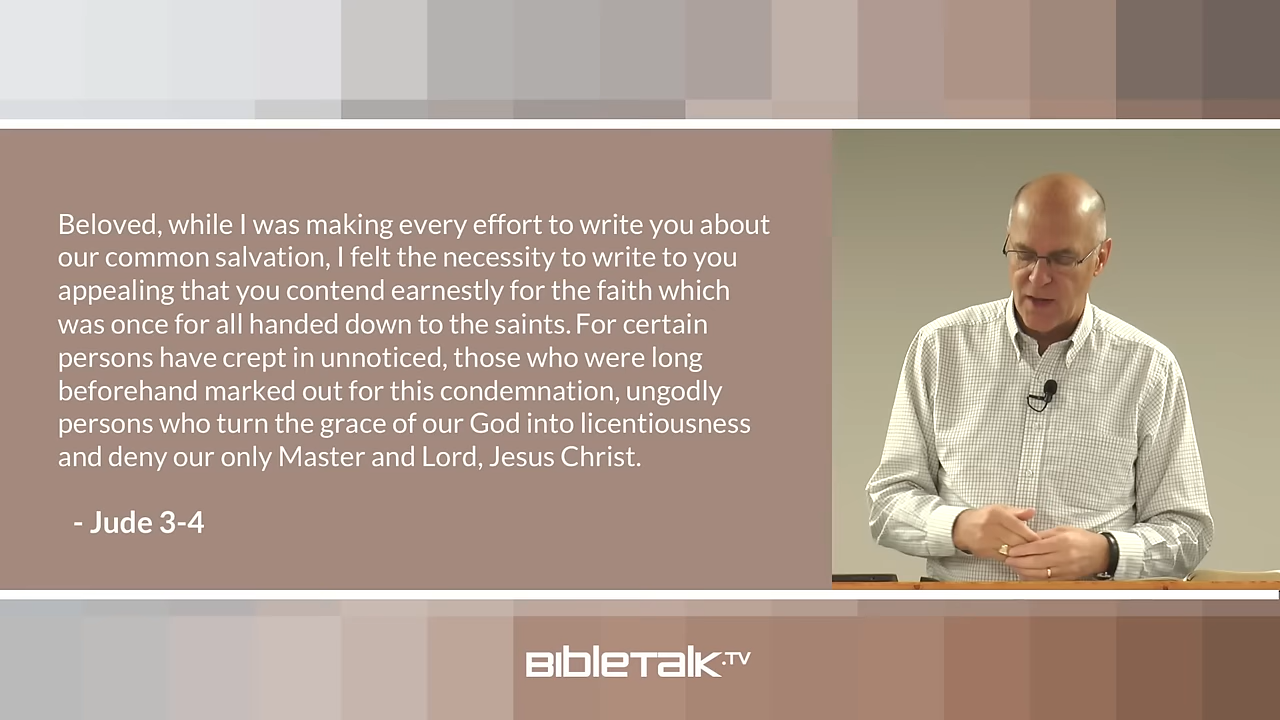 Beloved, while I was making every effort to write you about
our common salvation, I felt the necessity to write to you
appealing that you contend earnestly for the faith which
was once for all handed down to the saints. For certain
persons have crept in unnoticed, those who were long
beforehand marked out for this condemnation, ungodly
persons who turn the grace of our God into licentiousness
and deny our only Master and Lord, Jesus Christ.
- Jude 3-4
BibleTalk.TV